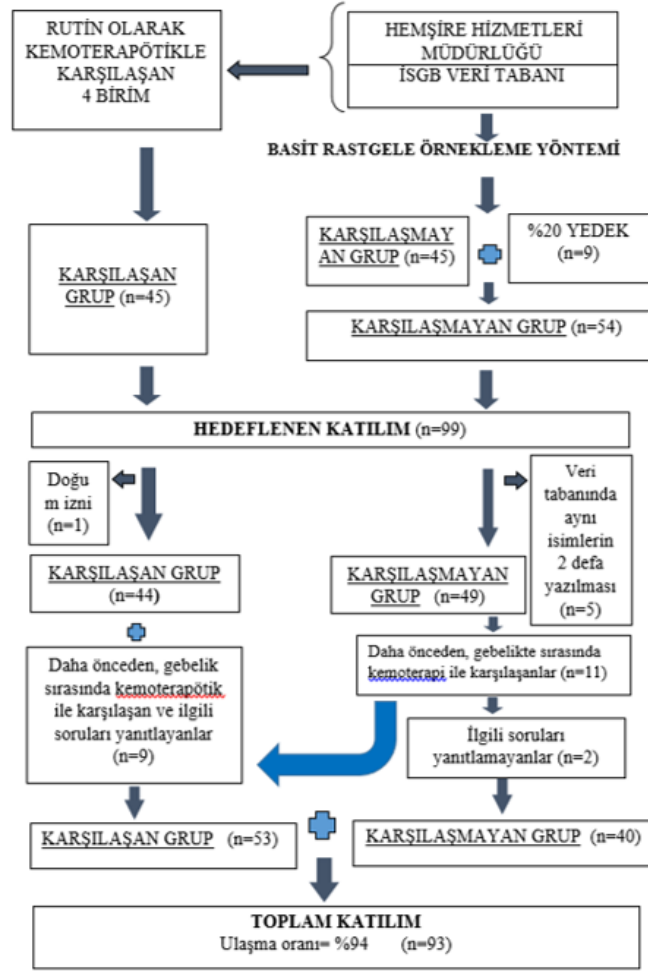 RUTİN OLARAK
KEMOTERAPÖTİKLE
KARŞILAŞAN
4 BİRİM
HEMŞİRE HİZMETLERİ
MÜDÜRLÜĞÜ
İSGB VERİ TABANI
BASİT RASTGELE ÖRNEKLEME YÖNTEMİ
KARŞILAŞAN
GRUP (n=45)
KARŞILAŞMAY
AN GRUP (n=45)
%20 YEDEK
(n=9)
KARŞILAŞMAYAN GRUP (n=54)
HEDEFLENEN KATILIM (n=99)
Doğu
m izni
(n=1)
Veri
tabanında
aynı
isimlerin
2 defa
yazılması
(n=5)
KARŞILAŞAN GRUP
(n=44)
KARŞILAŞMAYAN
GRUP (n=49)
Daha önceden, gebelik
sırasında kemoterapötik
ile karşılaşan ve ilgili
soruları yanıtlayanlar
(n=9)
Daha önceden, gebelikte sırasında
kemoterapi ile karşılaşanlar (n=11)
İlgili soruları
yanıtlamayanlar (n=2)
KARŞILAŞAN GRUP (n=53)
KARŞILAŞMAYAN GRUP (n=40)
TOPLAM KATILIM
Ulaşma oranı= %94 (n=93)